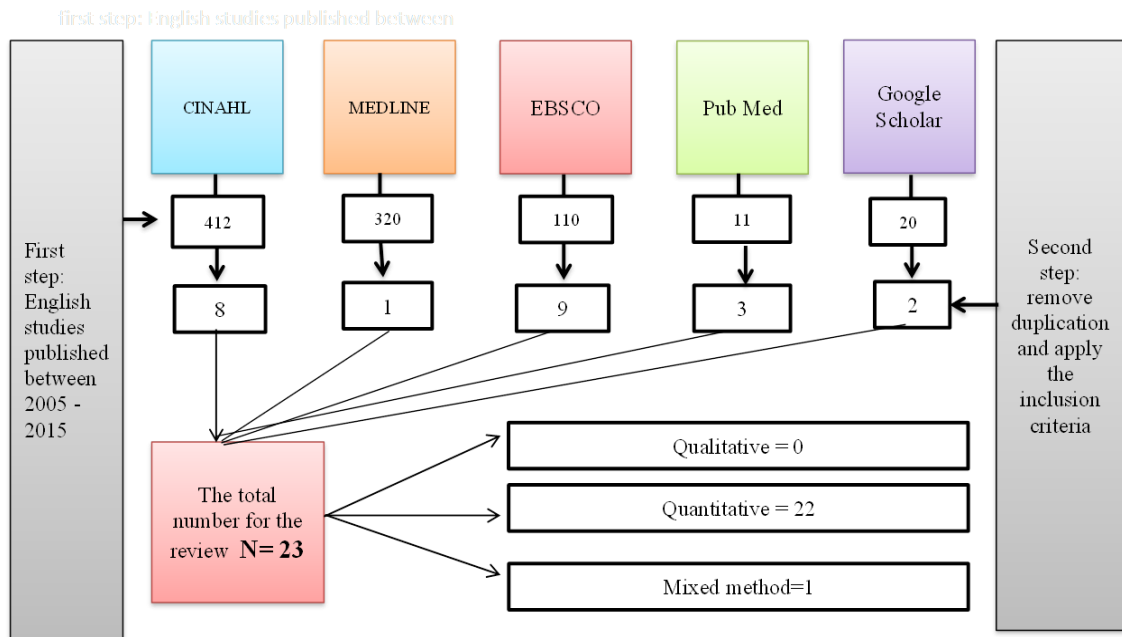 first step: English studies published between
CINAHL
MEDLINE
EBSCO
Pub Med
Google
Scholar
412
320
110
11
20
8
1
9
3
2
First
step:
English
studies
published
between
2005 -
2015
Second
step:
remove
duplication
and apply
the
inclusion
criteria
The total
number for the
review N= 23
Qualitative = 0
Quantitative = 22
Mixed method=1